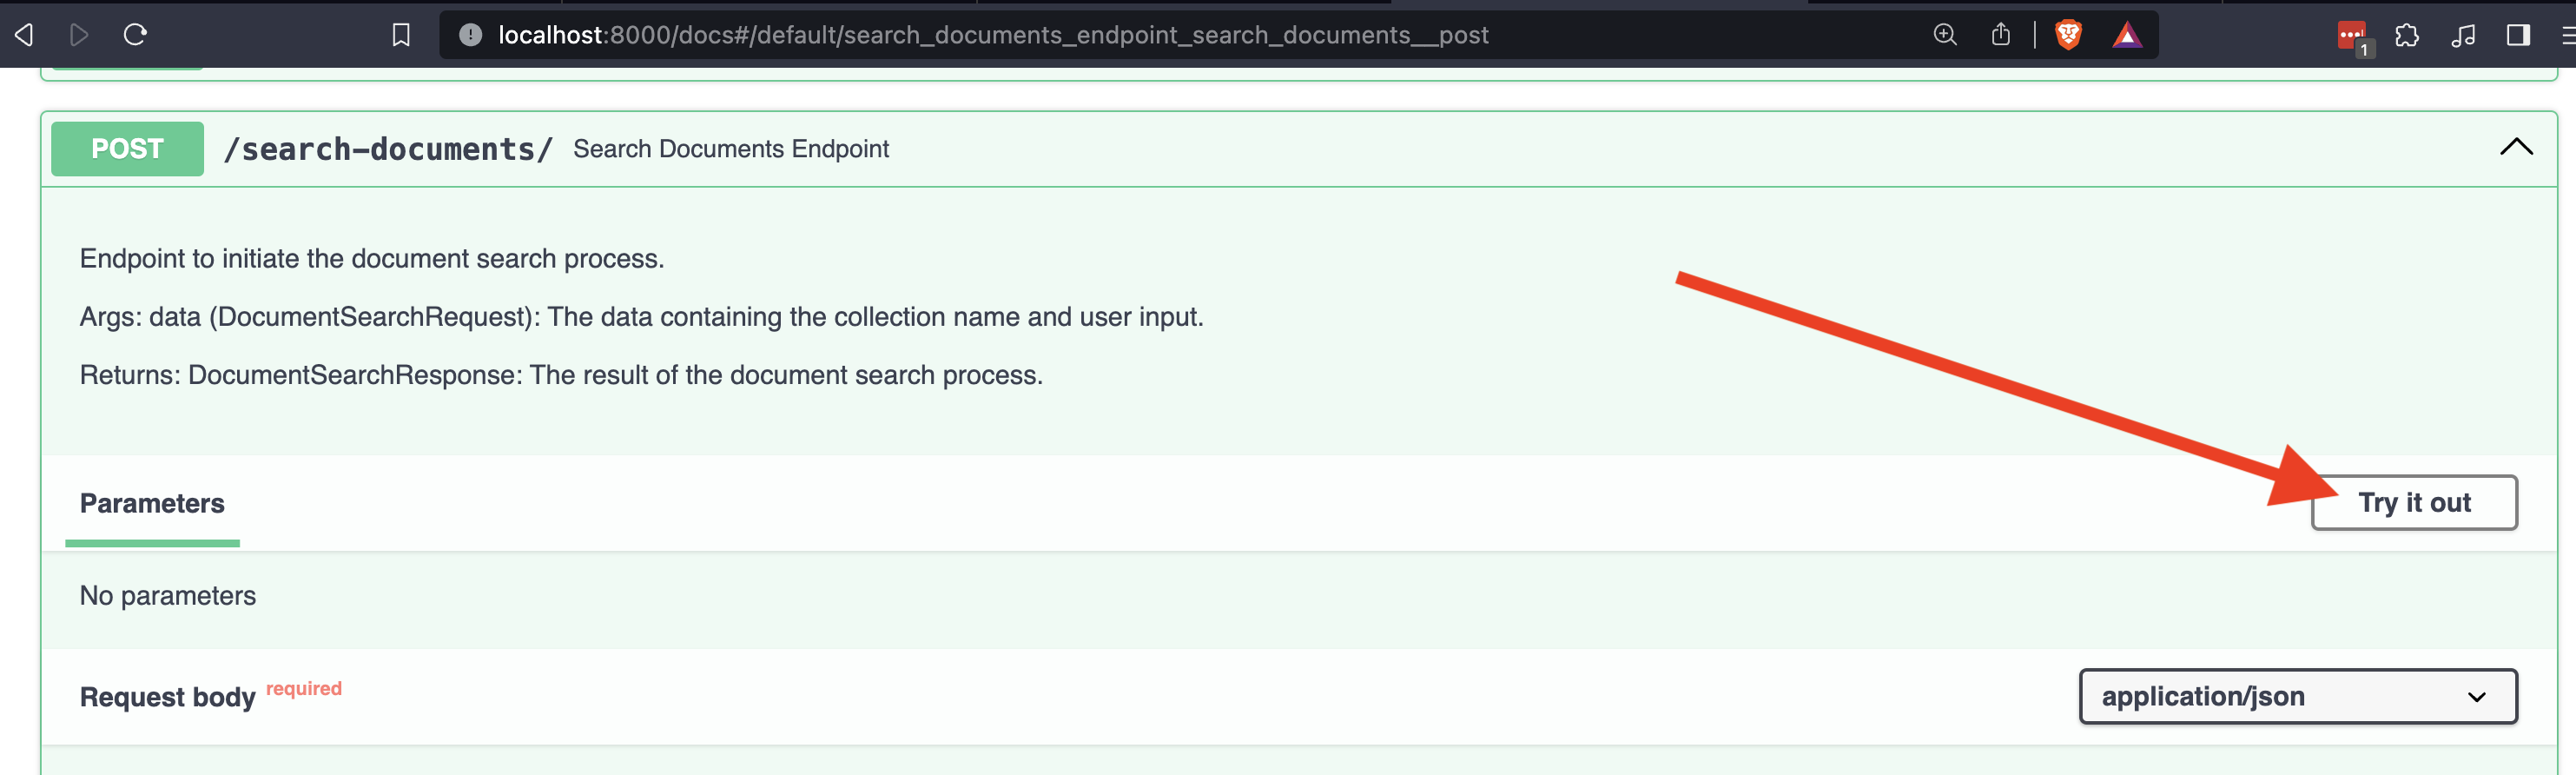 localhost:8000/docs#/default/search_documents_endpoint_search_documents__post
1
POST /search-documents/ Search Documents Endpoint
Endpoint to initiate the document search process.
Args: data (DocumentSearchRequest): The data containing the collection name and user input.
Returns: DocumentSearchResponse: The result of the document search process.
Parameters
Try it out
No parameters
Request body required
application/json